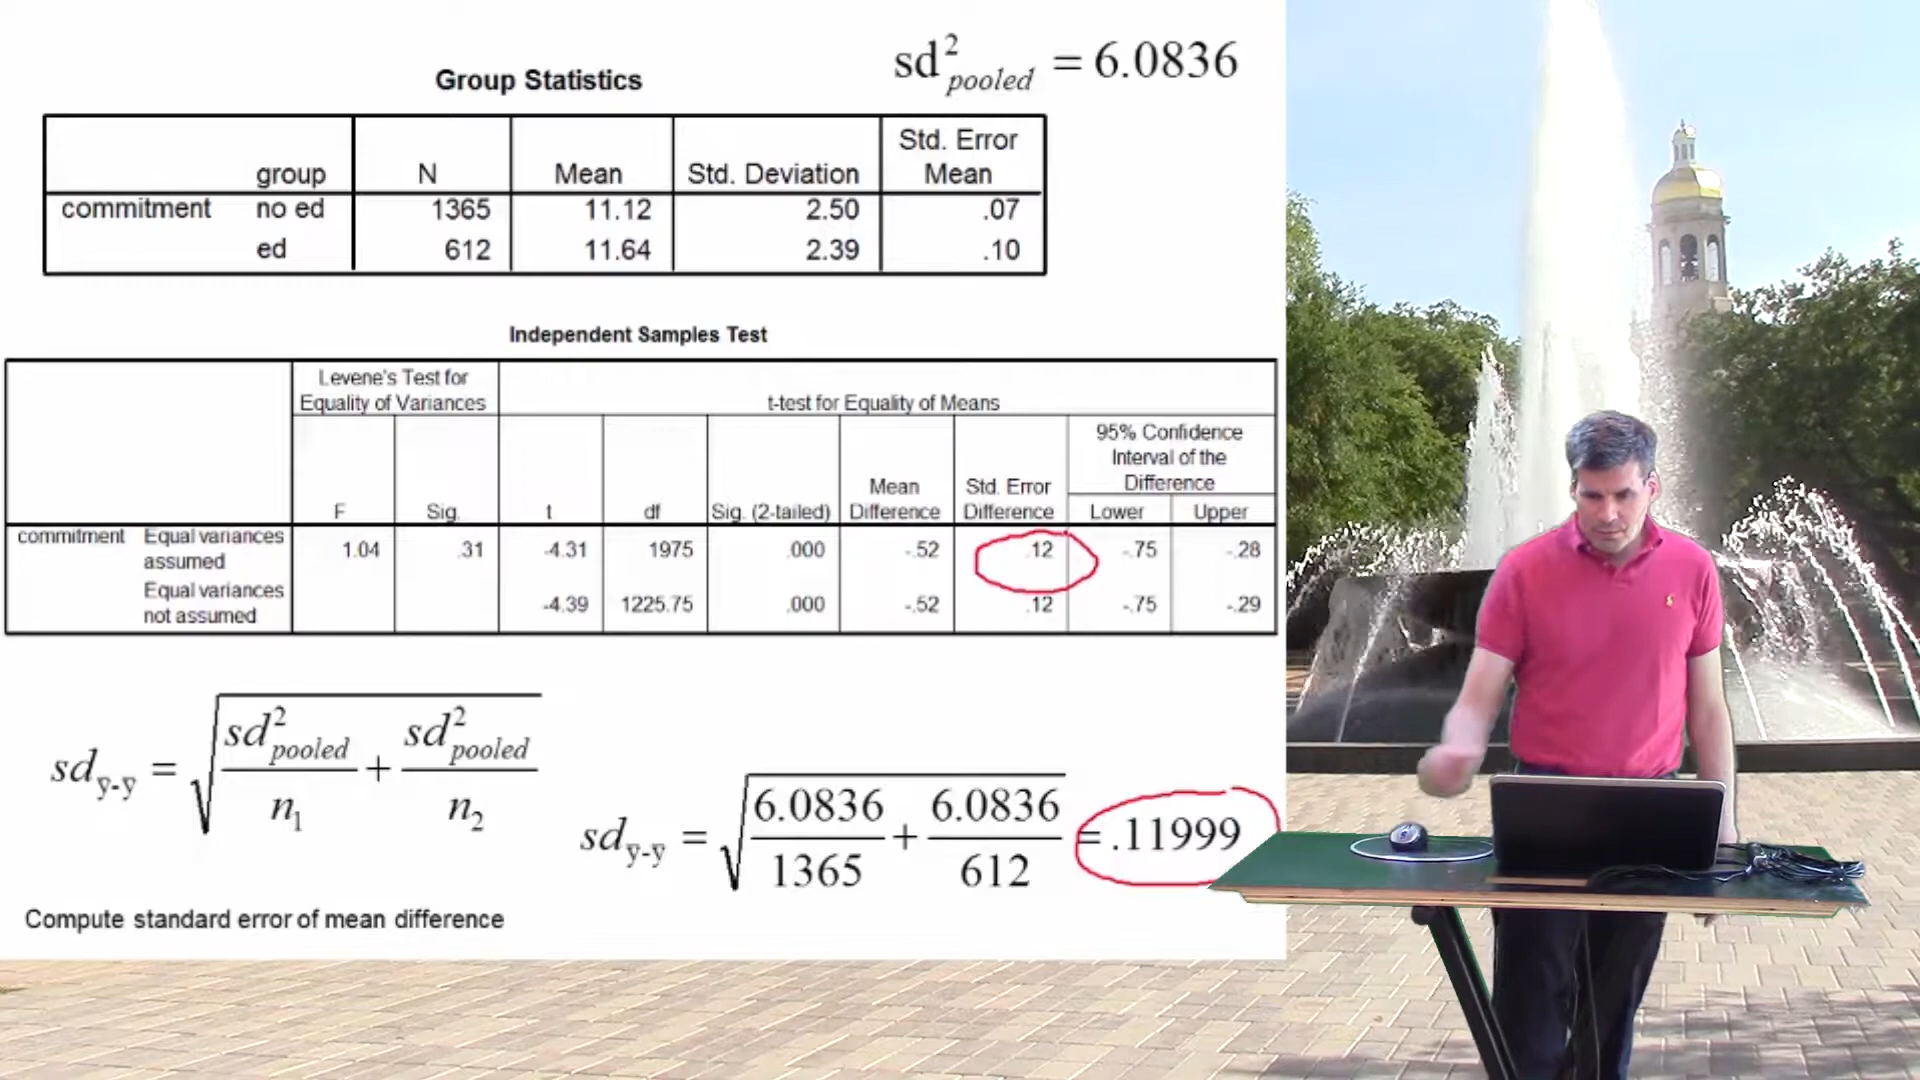 sd²pooled = 6.0836
Group Statistics
group N Mean Std. Deviation Std. Error Mean
commitment no ed 1365 11.12 2.50 .07
ed 612 11.64 2.39 .10
Independent Samples Test
Levene's Test for Equality of Variances t-test for Equality of Means
95% Confidence Interval of the Difference
F Sig. t df Sig. (2-tailed) Mean Difference Std. Error Difference Lower Upper
commitment Equal variances assumed 1.04 .31 -4.31 1975 .000 -.52 .12 -.75 -.28
Equal variances not assumed -4.39 1225.75 .000 -.52 .12 -.75 -.29
sdȳ-ȳ = √(sd²pooled/n₁ + sd²pooled/n₂)
sdȳ-ȳ = √(6.0836/1365 + 6.0836/612) = .11999
Compute standard error of mean difference